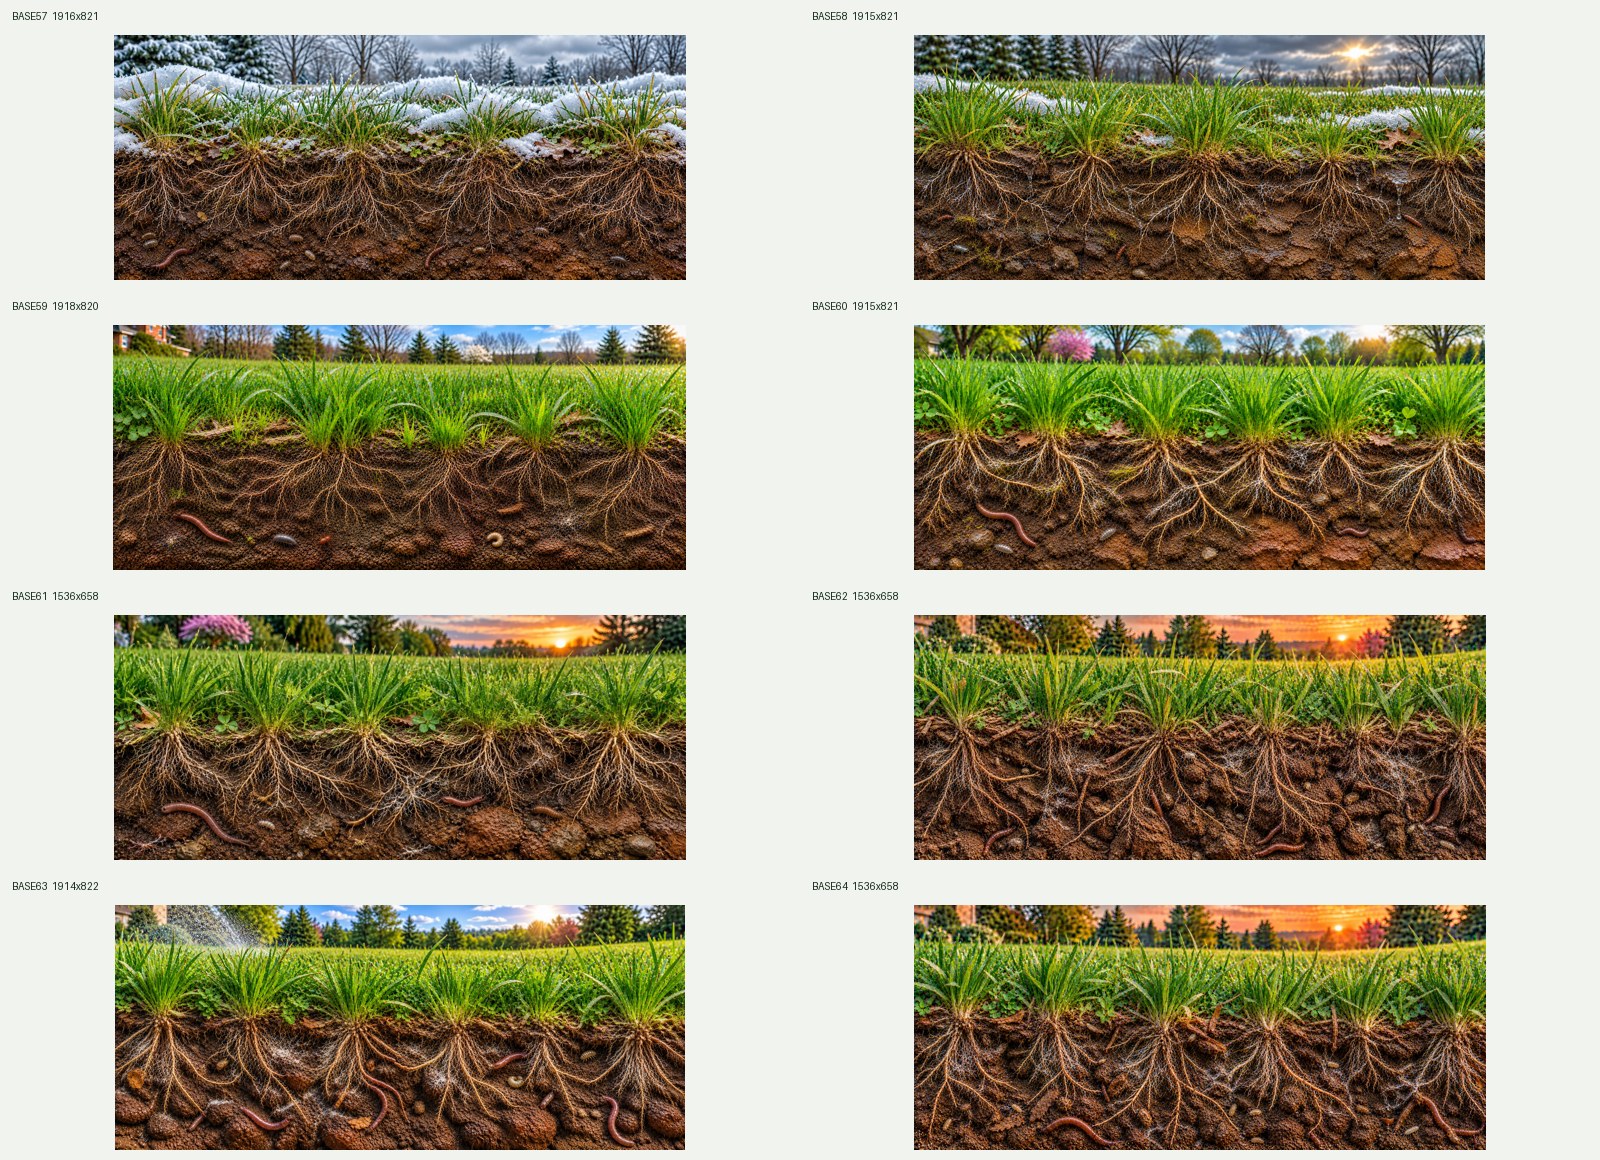 BASE57 1916x821
BASE58 1915x821
BASE59 1918x820
BASE60 1915x821
BASE61 1536x658
BASE62 1536x658
BASE63 1914x822
BASE64 1536x658